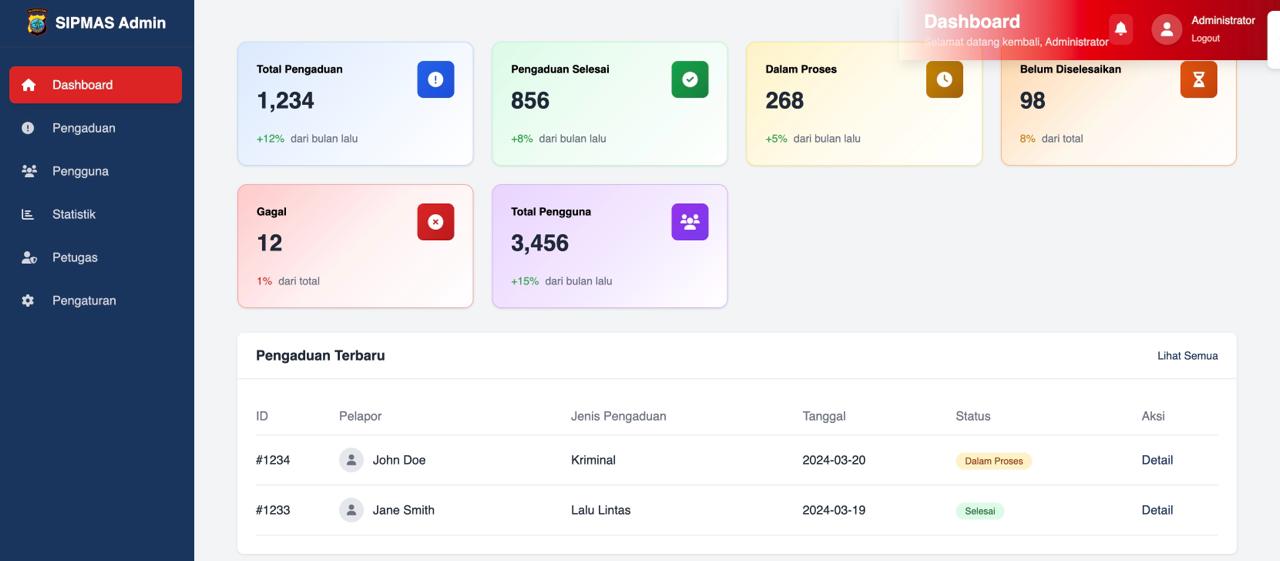 SIPMAS Admin
Dashboard
Selamat datang kembali, Administrator
Administrator
Logout
Dashboard
Pengaduan
Pengguna
Statistik
Petugas
Pengaturan
Total Pengaduan
1,234
+12% dari bulan lalu
Pengaduan Selesai
856
+8% dari bulan lalu
Dalam Proses
268
+5% dari bulan lalu
Belum Diselesaikan
98
8% dari total
Gagal
12
1% dari total
Total Pengguna
3,456
+15% dari bulan lalu
Pengaduan Terbaru
Lihat Semua
ID Pelapor Jenis Pengaduan Tanggal Status Aksi
#1234 John Doe Kriminal 2024-03-20 Dalam Proses Detail
#1233 Jane Smith Lalu Lintas 2024-03-19 Selesai Detail